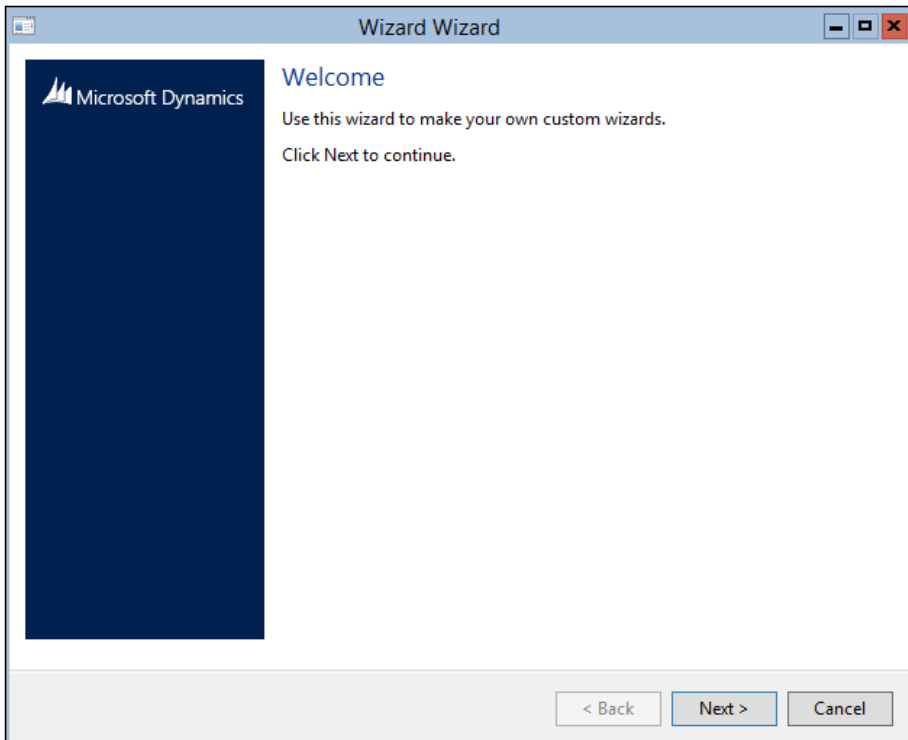 Wizard Wizard
Microsoft Dynamics
Welcome
Use this wizard to make your own custom wizards.
Click Next to continue.
< Back
Next >
Cancel